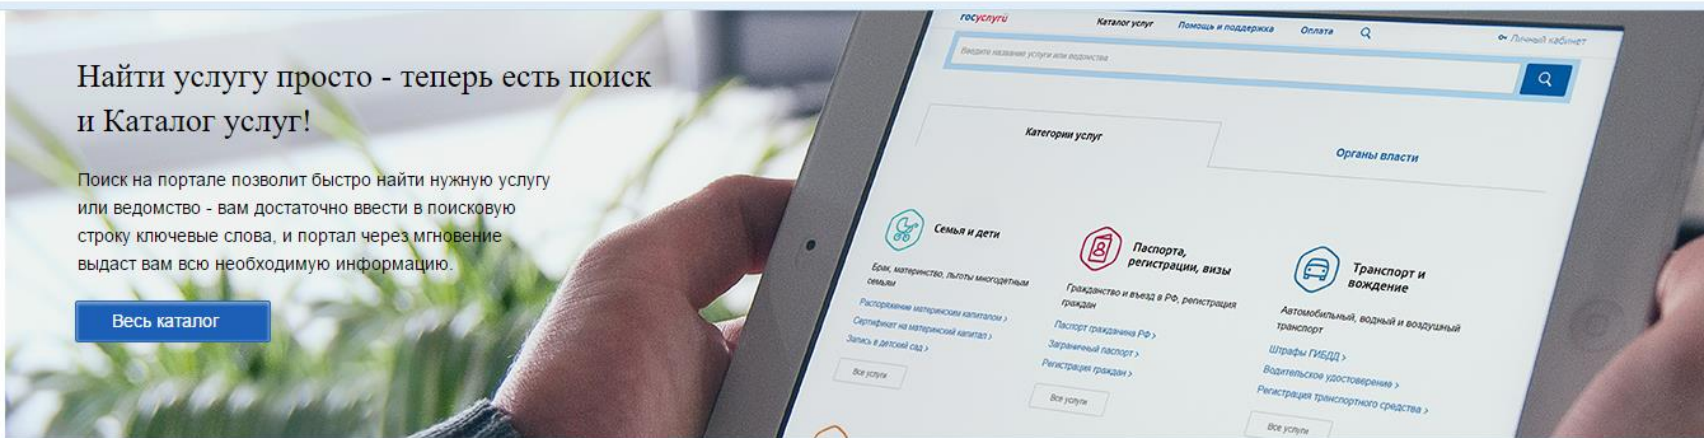 Найти услугу просто - теперь есть поиск
и Каталог услуг!
Поиск на портале позволит быстро найти нужную услугу
или ведомство - вам достаточно ввести в поисковую
строку ключевые слова, и портал через мгновение
выдаст вам всю необходимую информацию.
Весь каталог
госуслуги Каталог услуг Помощь и поддержка Оплата Личный кабинет
Введите название услуги или ведомства
Категории услуг
Органы власти
Семья и дети
Брак, материнство, льготы многодетным
семьям
Распоряжение материнским капиталом >
Сертификат на материнский капитал >
Запись в детский сад >
Все услуги
Паспорта,
регистрации, визы
Гражданство и въезд в РФ, регистрация
граждан
Паспорт гражданина РФ >
Заграничный паспорт >
Регистрация граждан >
Все услуги
Транспорт и
вождение
Автомобильный, водный и воздушный
транспорт
Штрафы ГИБДД >
Водительское удостоверение >
Регистрация транспортного средства >
Все услуги